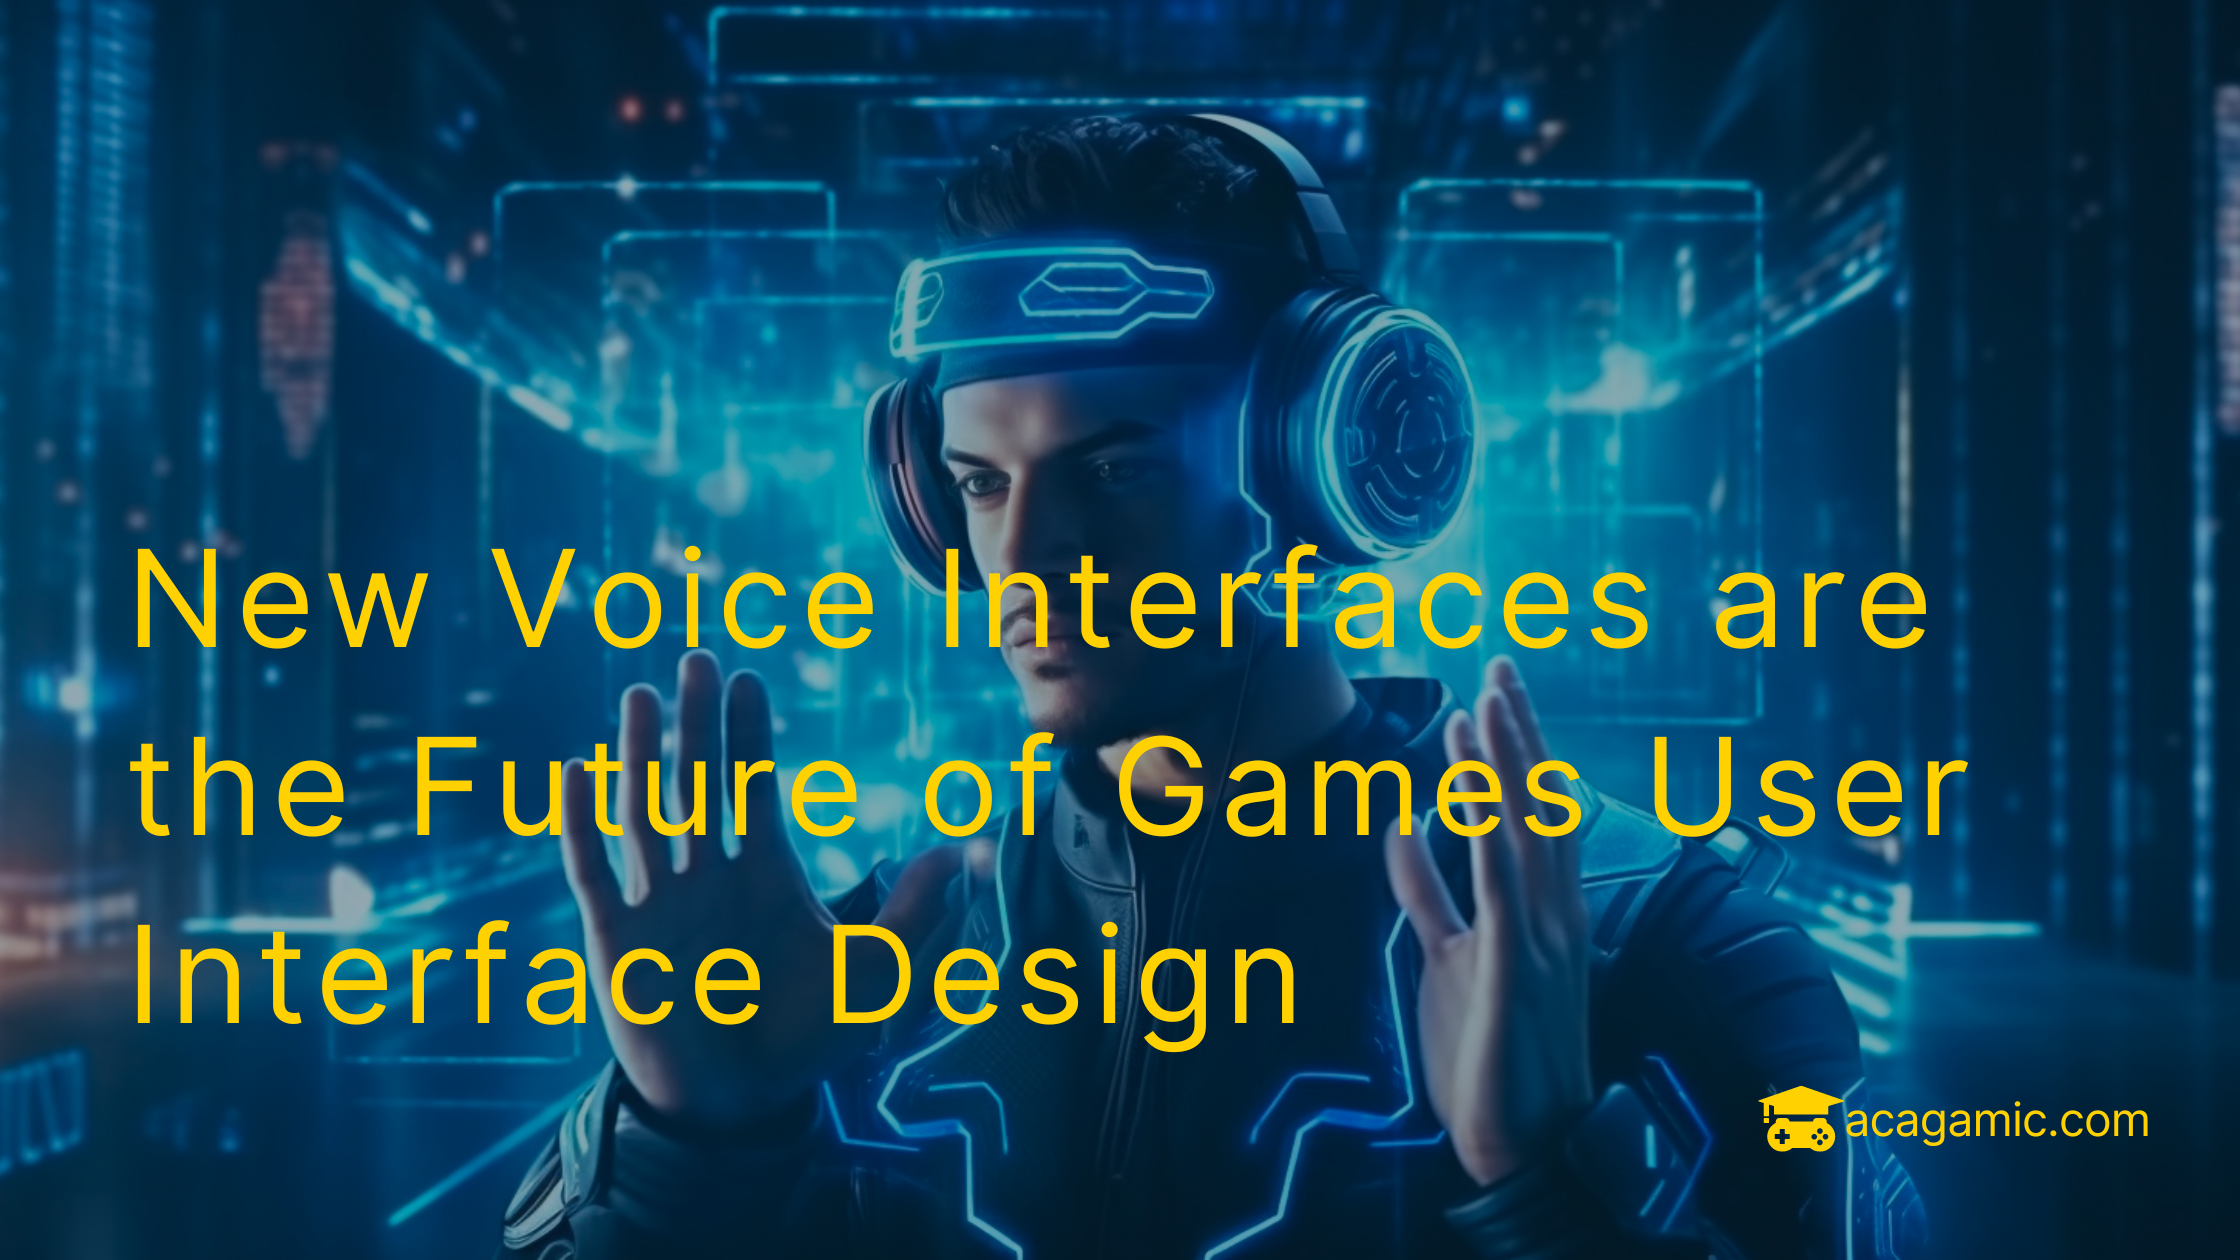 New Voice Interfaces are
the Future of Games User
Interface Design
acagamic.com